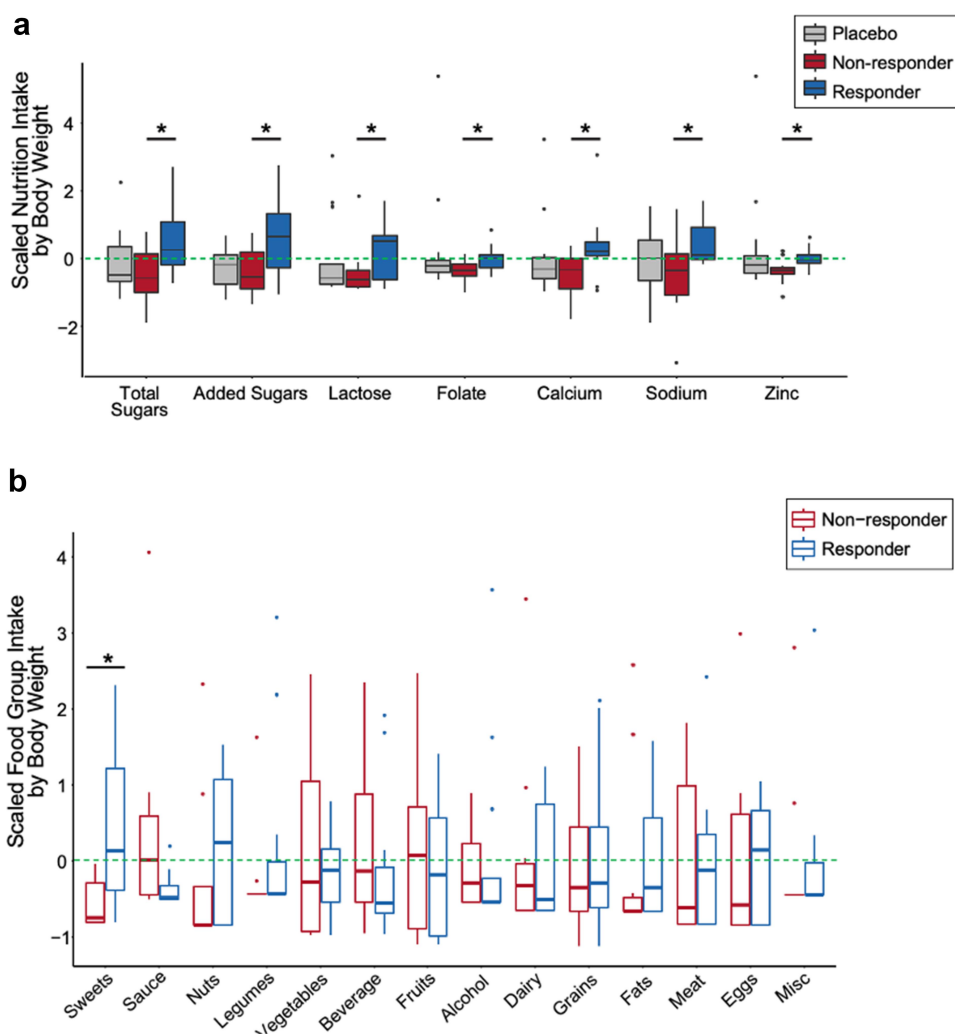 a
Placebo
Non-responder
Responder
Scaled Nutrition Intake
by Body Weight
4
2
0
−2
* * * * * * *
Total
Sugars
Added Sugars
Lactose
Folate
Calcium
Sodium
Zinc
b
Non−responder
Responder
Scaled Food Group Intake
by Body Weight
4
3
2
1
0
−1
*
Sweets
Sauce
Nuts
Legumes
Vegetables
Beverage
Fruits
Alcohol
Dairy
Grains
Fats
Meat
Eggs
Misc